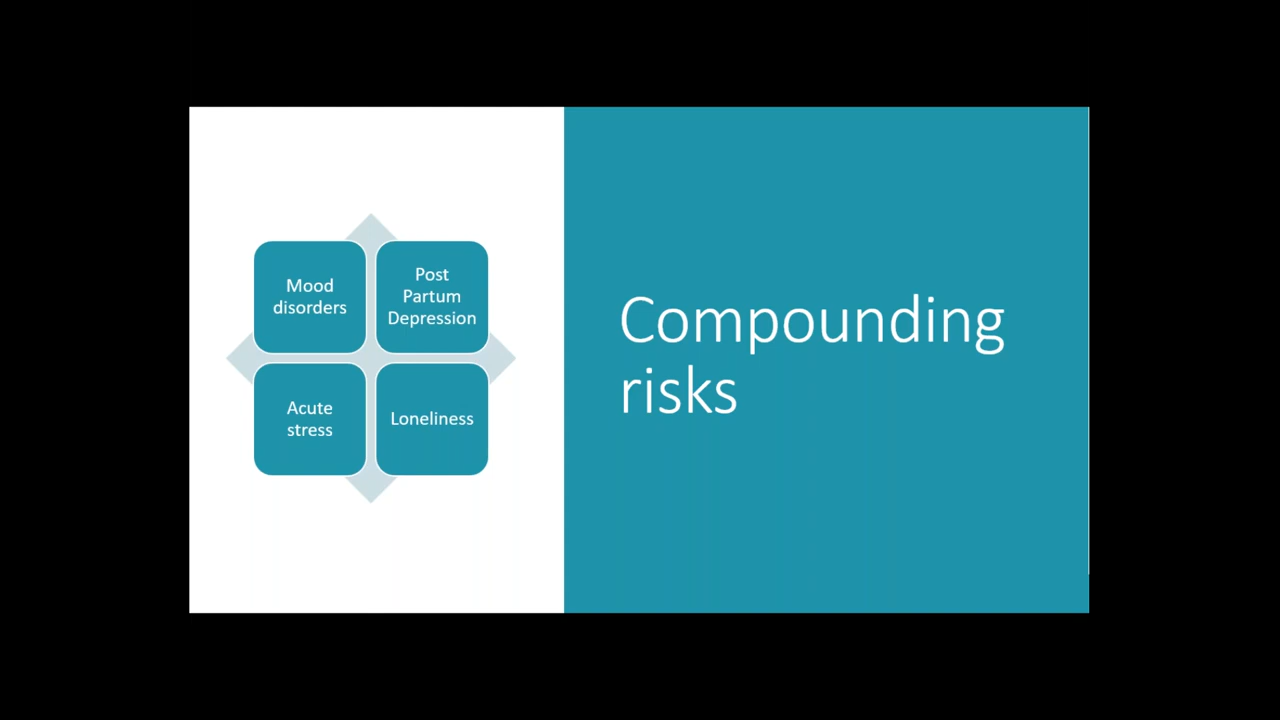 Mood
disorders
Post
Partum
Depression
Acute
stress
Loneliness
Compounding
risks